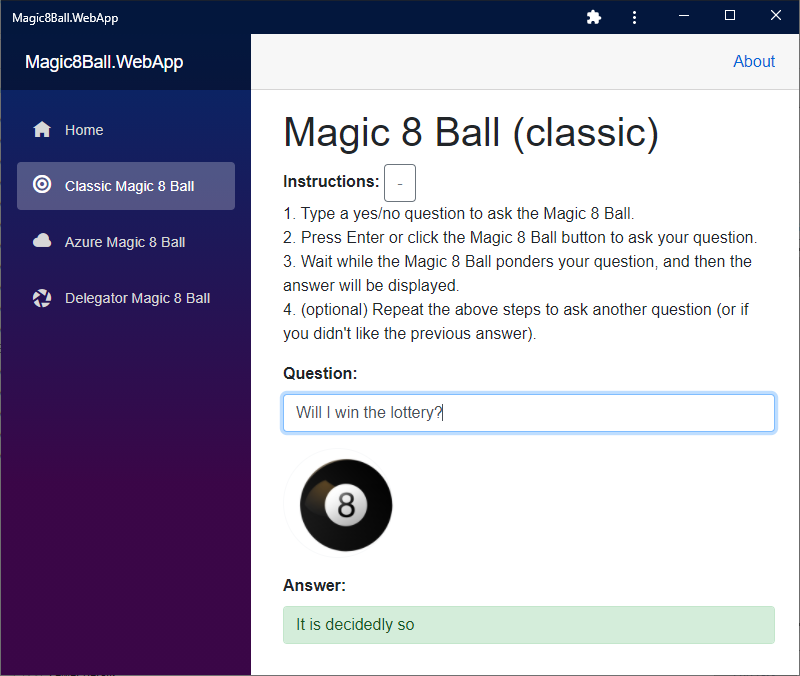 Magic8Ball.WebApp
Magic8Ball.WebApp
About
Home
Classic Magic 8 Ball
Azure Magic 8 Ball
Delegator Magic 8 Ball
Magic 8 Ball (classic)
Instructions: -
1. Type a yes/no question to ask the Magic 8 Ball.
2. Press Enter or click the Magic 8 Ball button to ask your question.
3. Wait while the Magic 8 Ball ponders your question, and then the
answer will be displayed.
4. (optional) Repeat the above steps to ask another question (or if
you didn't like the previous answer).
Question:
Will I win the lottery?
8
Answer:
It is decidedly so